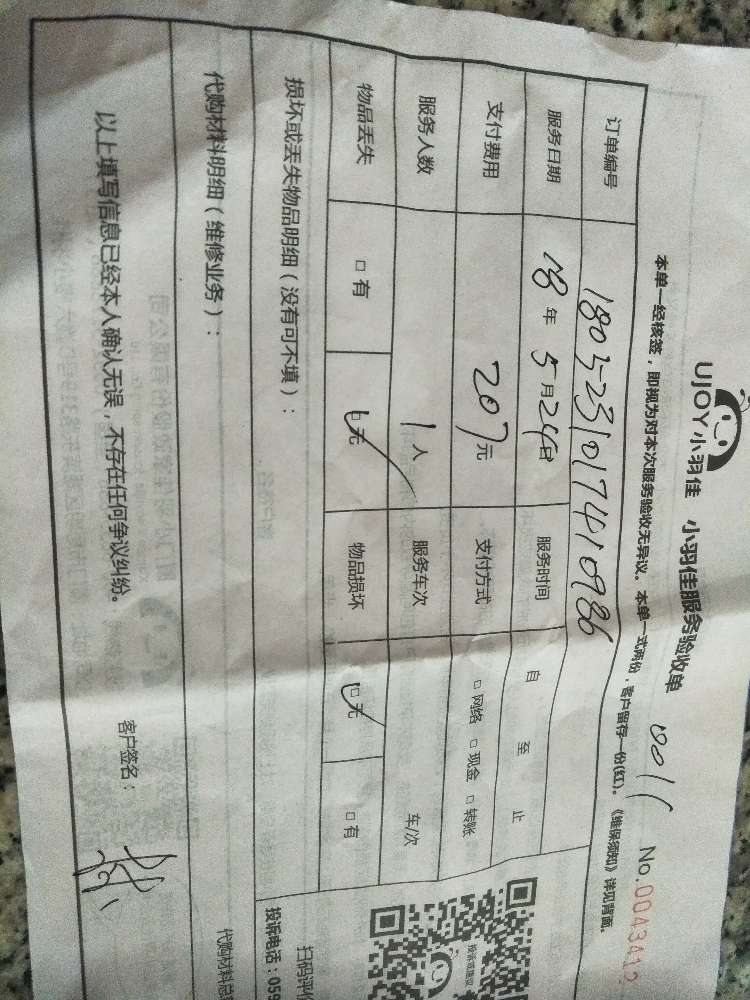 UJOY小羽佳 小羽佳服务验收单 No.0043412
本单一经核签，即视为对本次服务验收无异议。本单一式两份，客户留存一份(红)。《维保须知》详见背面。
订单编号 1805231017410986
服务日期 18年5月24日 服务时间 自 至 止
支付费用 207元 支付方式 □网络 □现金 □转账
服务人数 1人 服务车次 车/次
物品丢失 □有 □无 物品损坏 □无 □有
损坏或丢失物品明细（没有可不填）：
扫码评价
投诉电话：059
代购材料明细（维修业务）：
代购材料总
以上填写信息已经本人确认无误，不存在任何争议纠纷。 客户签名：